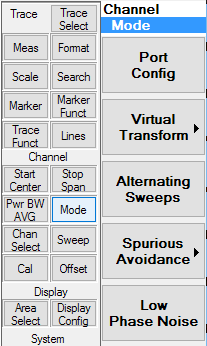 Trace
Trace
Select
Meas
Format
Scale
Search
Marker
Marker
Funct
Trace
Funct
Lines
Channel
Start
Center
Stop
Span
Pwr BW
AVG
Mode
Chan
Select
Sweep
Cal
Offset
Display
Area
Select
Display
Config
System
Channel
Mode
Port
Config
Virtual
Transform
Alternating
Sweeps
Spurious
Avoidance
Low
Phase Noise